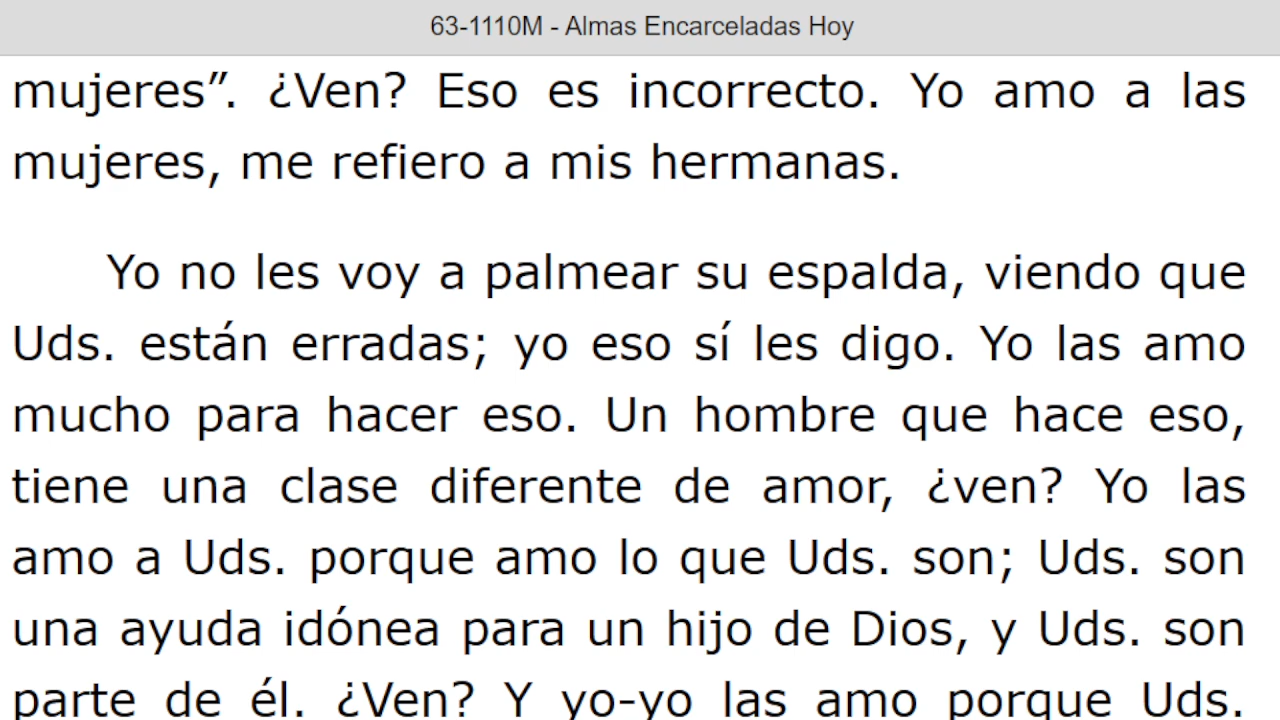 63-1110M - Almas Encarceladas Hoy
mujeres”. ¿Ven? Eso es incorrecto. Yo amo a las
mujeres, me refiero a mis hermanas.
Yo no les voy a palmear su espalda, viendo que
Uds. están erradas; yo eso sí les digo. Yo las amo
mucho para hacer eso. Un hombre que hace eso,
tiene una clase diferente de amor, ¿ven? Yo las
amo a Uds. porque amo lo que Uds. son; Uds. son
una ayuda idónea para un hijo de Dios, y Uds. son
parte de él. ¿Ven? Y yo-yo las amo porque Uds.